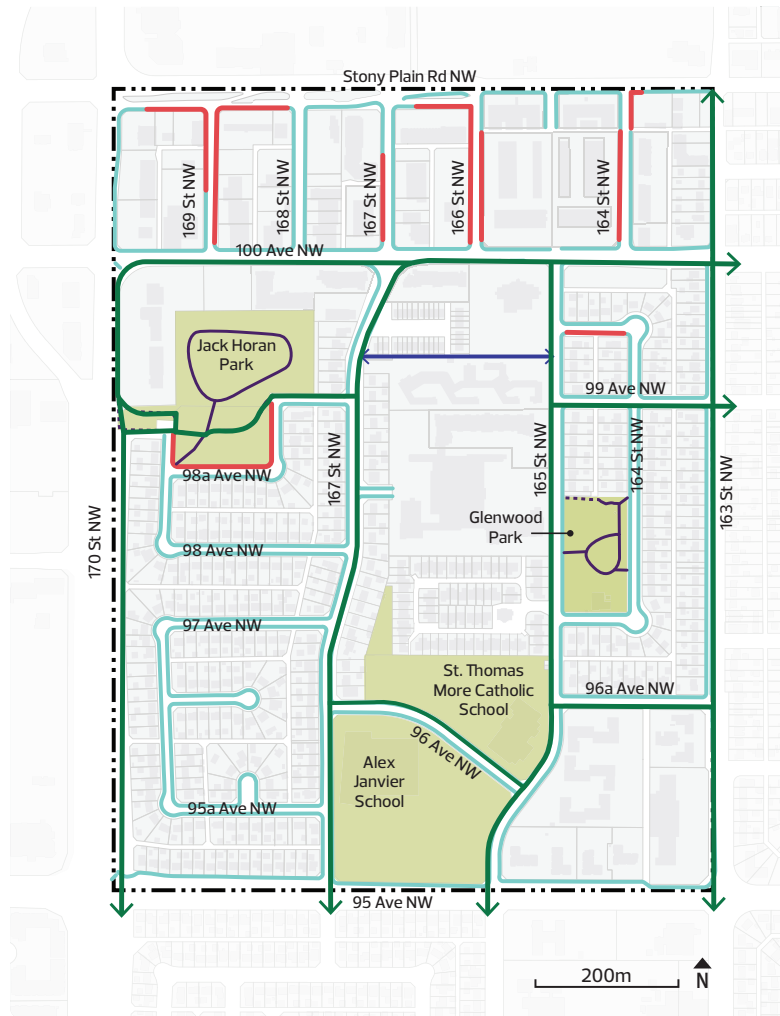 Stony Plain Rd NW
169 St NW
168 St NW
167 St NW
166 St NW
164 St NW
100 Ave NW
Jack Horan
Park
99 Ave NW
98a Ave NW
167 St NW
165 St NW
164 St NW
163 St NW
170 St NW
Glenwood
Park
98 Ave NW
97 Ave NW
St. Thomas
More Catholic
School
96a Ave NW
96 Ave NW
Alex
Janvier
School
95a Ave NW
95 Ave NW
200m
N